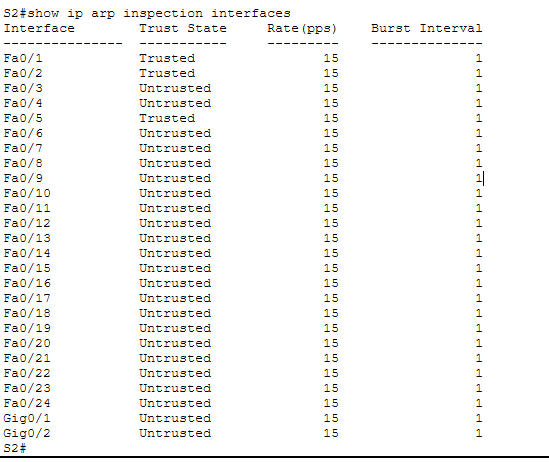 S2#show ip arp inspection interfaces
Interface        Trust State     Rate(pps)    Burst Interval
---------------  -----------     ---------    --------------
Fa0/1            Trusted                15                 1
Fa0/2            Trusted                15                 1
Fa0/3            Untrusted              15                 1
Fa0/4            Untrusted              15                 1
Fa0/5            Trusted                15                 1
Fa0/6            Untrusted              15                 1
Fa0/7            Untrusted              15                 1
Fa0/8            Untrusted              15                 1
Fa0/9            Untrusted              15                 1
Fa0/10           Untrusted              15                 1
Fa0/11           Untrusted              15                 1
Fa0/12           Untrusted              15                 1
Fa0/13           Untrusted              15                 1
Fa0/14           Untrusted              15                 1
Fa0/15           Untrusted              15                 1
Fa0/16           Untrusted              15                 1
Fa0/17           Untrusted              15                 1
Fa0/18           Untrusted              15                 1
Fa0/19           Untrusted              15                 1
Fa0/20           Untrusted              15                 1
Fa0/21           Untrusted              15                 1
Fa0/22           Untrusted              15                 1
Fa0/23           Untrusted              15                 1
Fa0/24           Untrusted              15                 1
Gig0/1           Untrusted              15                 1
Gig0/2           Untrusted              15                 1
S2#